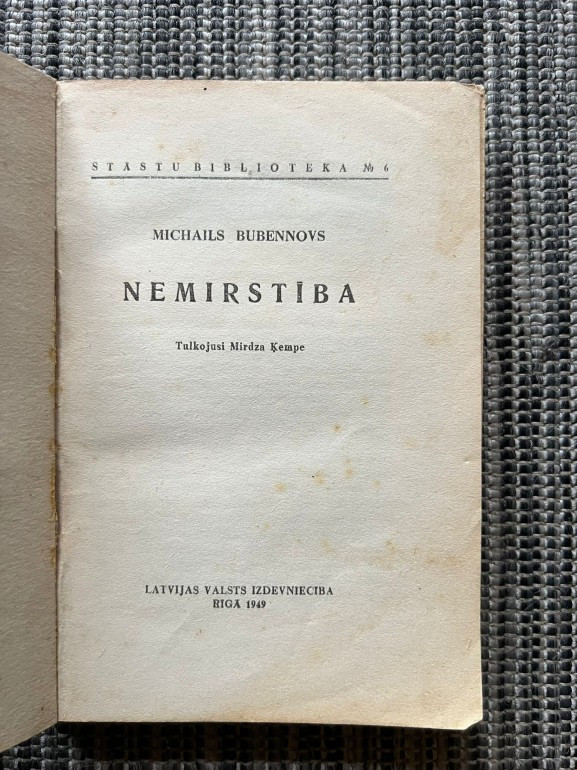 STĀSTU BIBLIOTEKA № 6
MICHAILS BUBENNOVS
NEMIRSTĪBA
Tulkojusi Mirdza Ķempe
LATVIJAS VALSTS IZDEVNIECĪBA
RĪGĀ 1949